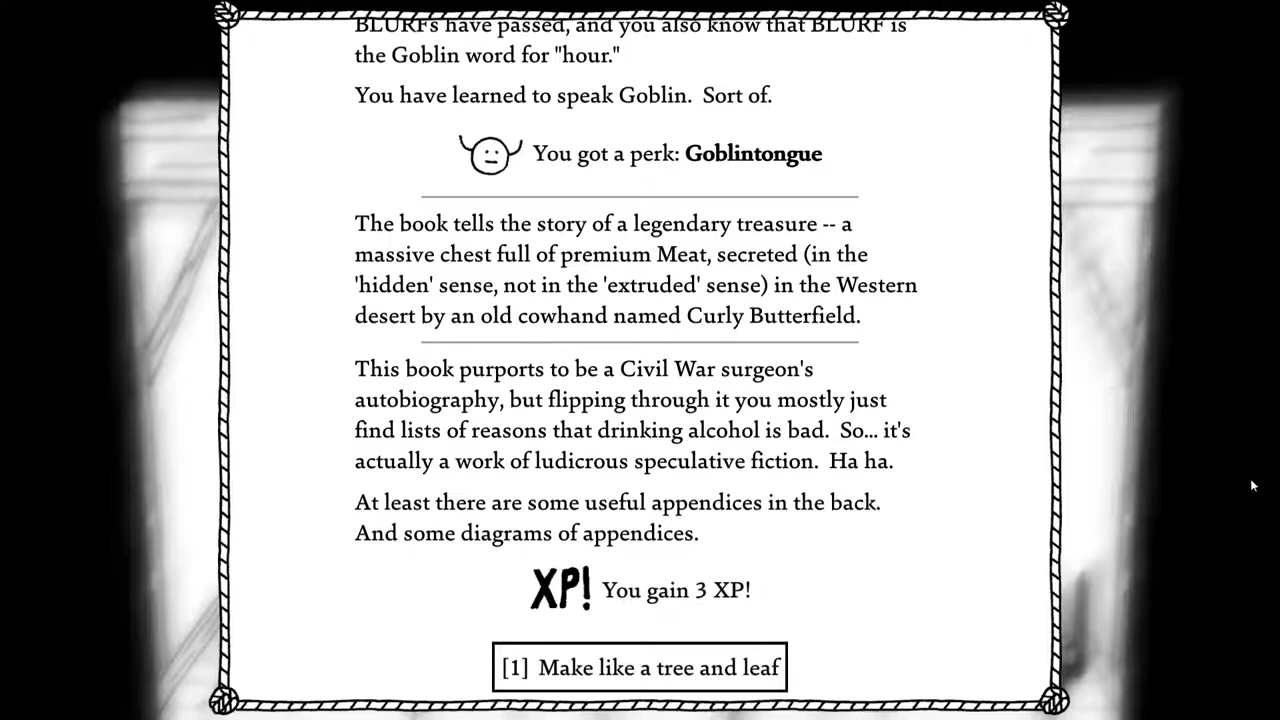 BLURFs have passed, and you also know that BLURF is
the Goblin word for "hour."
You have learned to speak Goblin.  Sort of.
You got a perk: Goblintongue
The book tells the story of a legendary treasure -- a
massive chest full of premium Meat, secreted (in the
'hidden' sense, not in the 'extruded' sense) in the Western
desert by an old cowhand named Curly Butterfield.
This book purports to be a Civil War surgeon's
autobiography, but flipping through it you mostly just
find lists of reasons that drinking alcohol is bad.  So... it's
actually a work of ludicrous speculative fiction.  Ha ha.
At least there are some useful appendices in the back.
And some diagrams of appendices.
XP! You gain 3 XP!
[1] Make like a tree and leaf